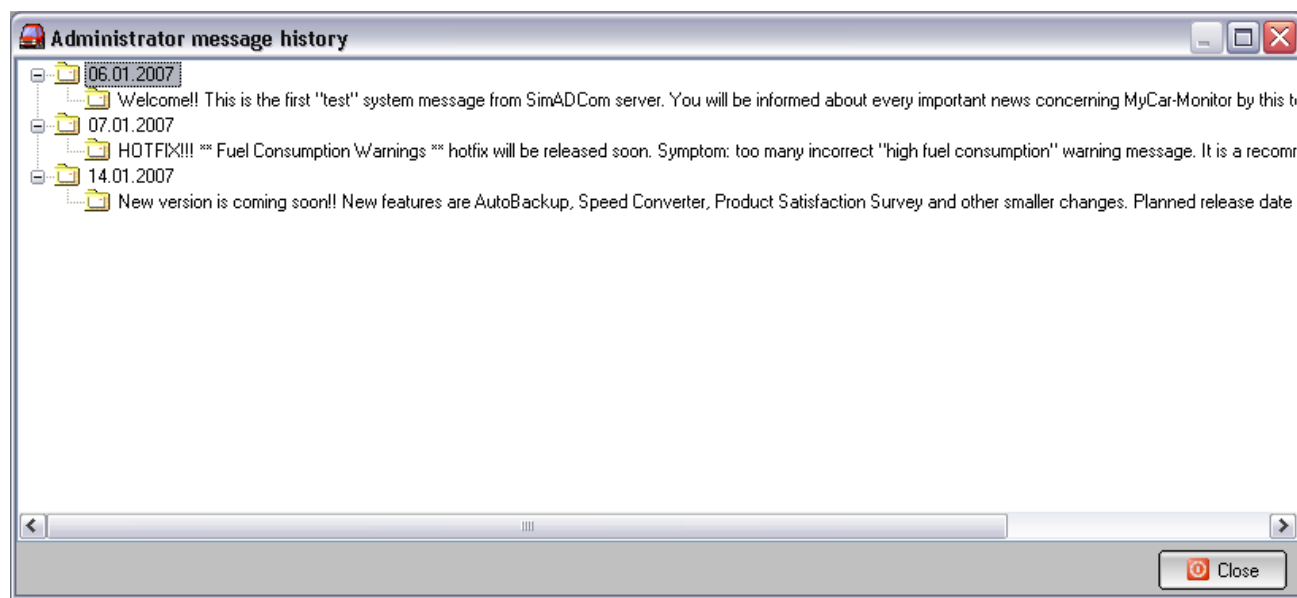 Administrator message history
06.01.2007
Welcome!! This is the first "test" system message from SimADCom server. You will be informed about every important news concerning MyCar-Monitor by this
07.01.2007
HOTFIX!!! ** Fuel Consumption Warnings ** hotfix will be released soon. Symptom: too many incorrect "high fuel consumption" warning message. It is a
14.01.2007
New version is coming soon!! New features are AutoBackup, Speed Converter, Product Satisfaction Survey and other smaller changes. Planned release date
Close